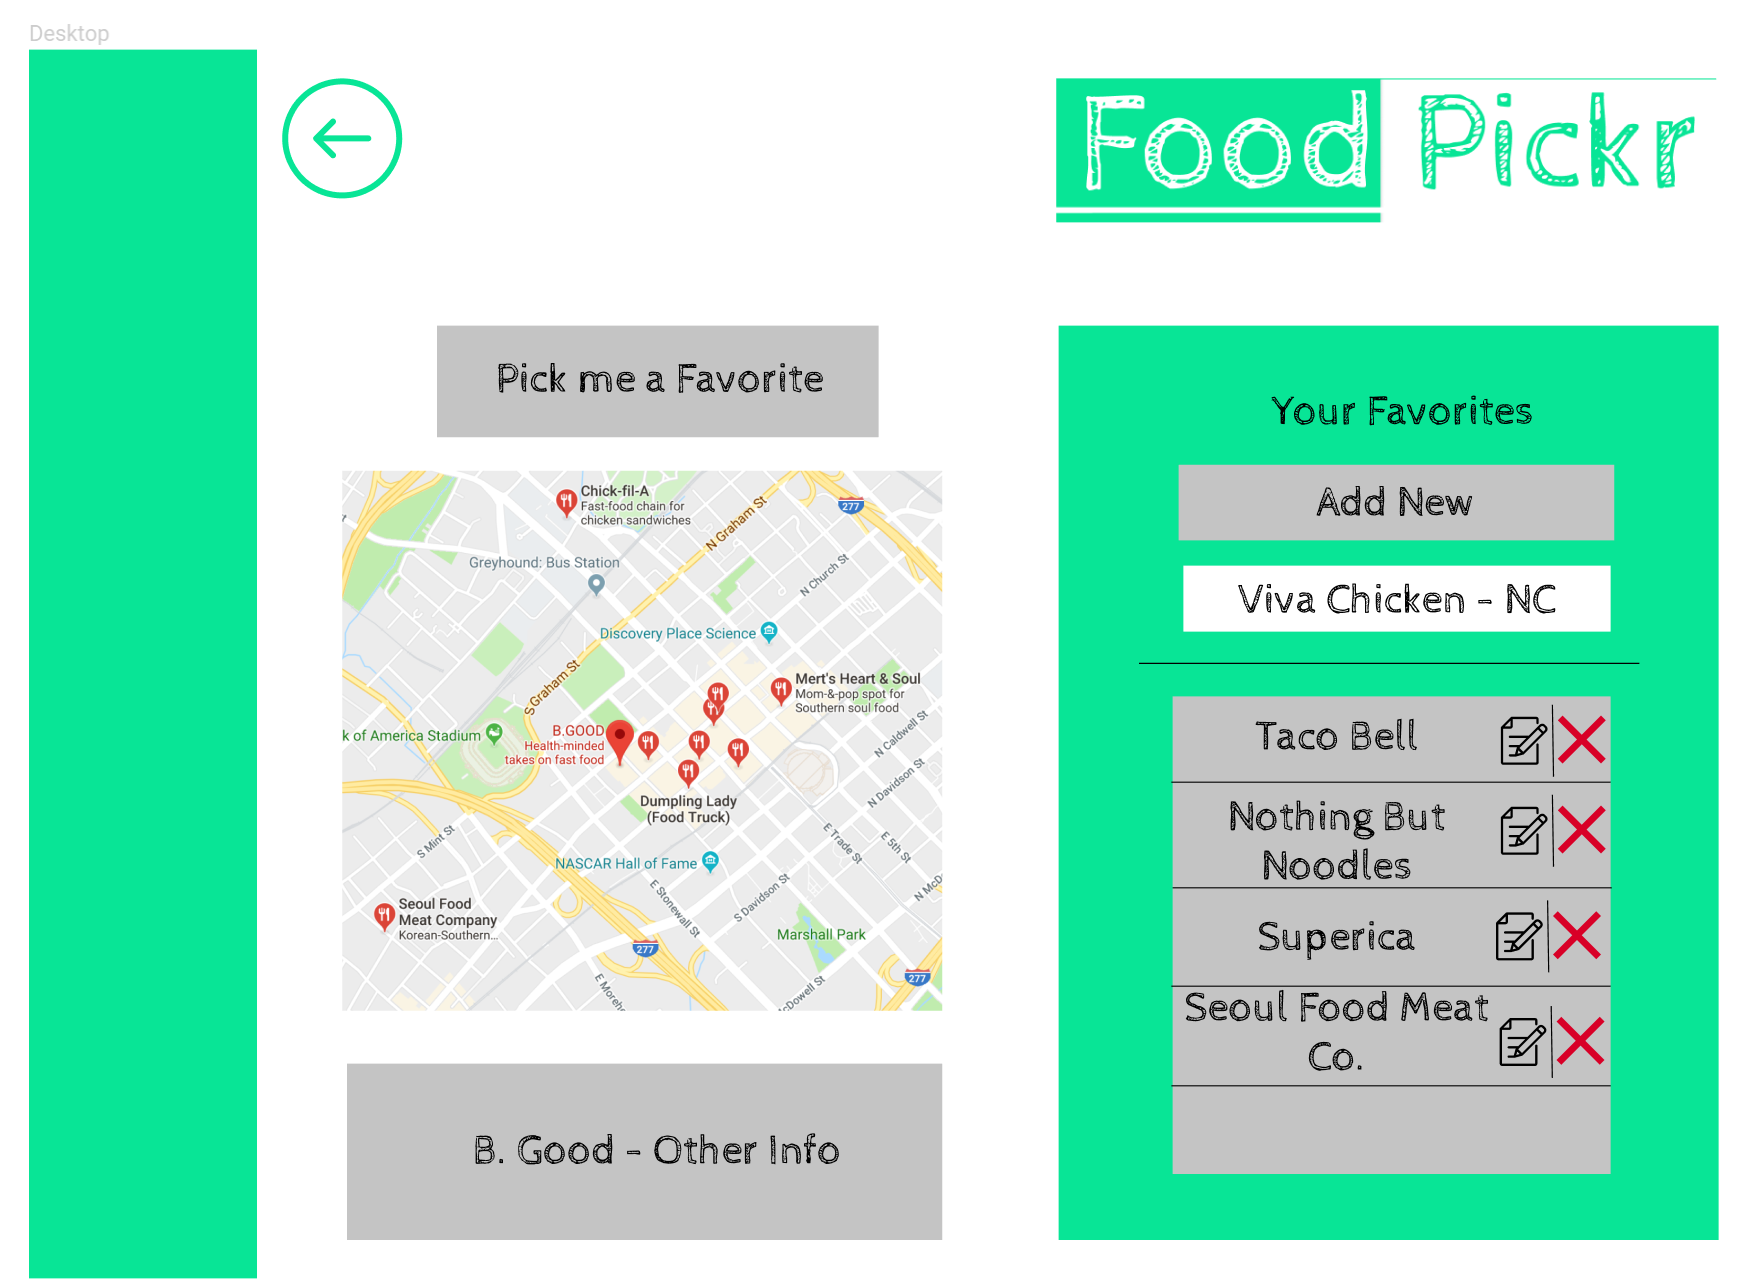 Desktop
Food Pickr
Pick me a Favorite
Chick-fil-A
Fast-food chain for
chicken sandwiches
277
N Graham St
Greyhound: Bus Station
N Church St
Discovery Place Science
S Graham St
Mert's Heart & Soul
Mom-&-pop spot for
Southern soul food
k of America Stadium
B.GOOD
Health-minded
takes on fast food
N Caldwell St
N Davidson St
Dumpling Lady
(Food Truck)
S Mint St
E Trade St
E 5th St
NASCAR Hall of Fame
E Stonewall St
S Davidson St
N McD
Seoul Food
Meat Company
Korean-Southern...
Marshall Park
277
277
E Moreh
cDowell St
B. Good - Other Info
Your Favorites
Add New
Viva Chicken - NC
Taco Bell
Nothing But
Noodles
Superica
Seoul Food Meat
Co.